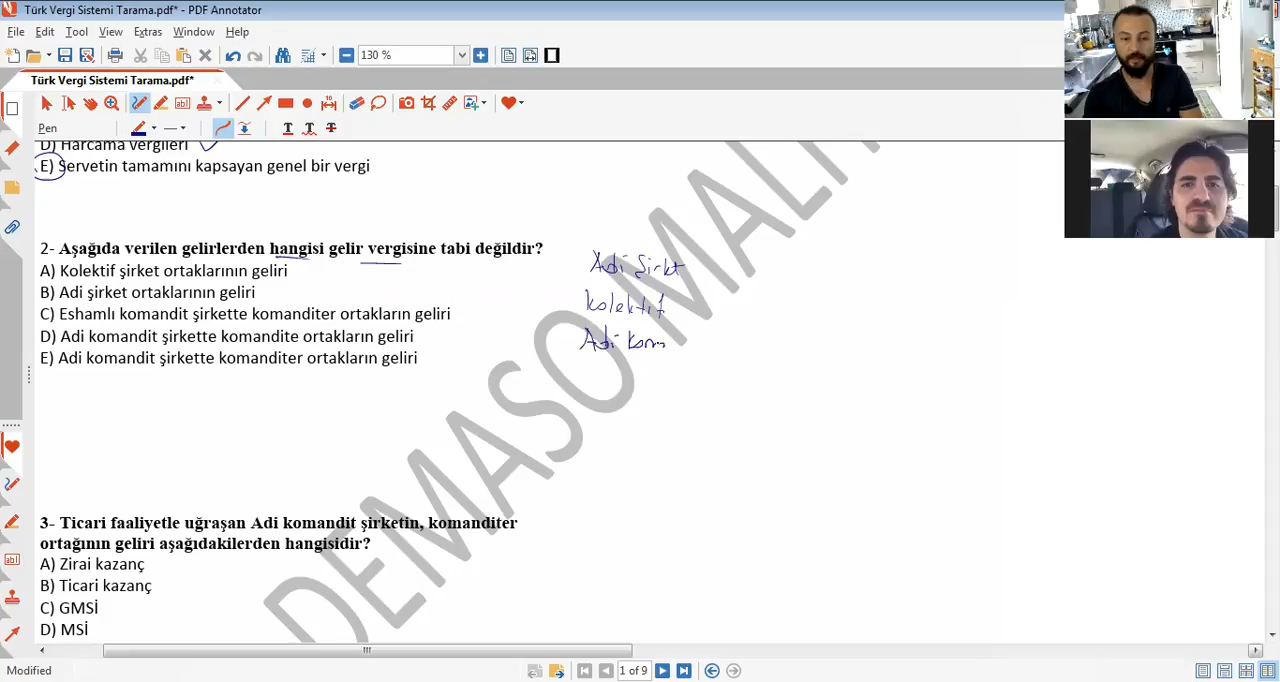 Türk Vergi Sistemi Tarama.pdf* - PDF Annotator
File Edit Tool View Extras Window Help
130 %
Türk Vergi Sistemi Tarama.pdf*
Pen
D) Harcama vergileri
E) Servetin tamamını kapsayan genel bir vergi
2- Aşağıda verilen gelirlerden hangisi gelir vergisine tabi değildir?
A) Kolektif şirket ortaklarının geliri
B) Adi şirket ortaklarının geliri
C) Eshamlı komandit şirkette komanditer ortakların geliri
D) Adi komandit şirkette komandite ortakların geliri
E) Adi komandit şirkette komanditer ortakların geliri
Adi Şirkt
Kolektif
Adi Kom
3- Ticari faaliyetle uğraşan Adi komandit şirketin, komanditer
ortağının geliri aşağıdakilerden hangisidir?
A) Zirai kazanç
B) Ticari kazanç
C) GMSİ
D) MSİ
DEMASO MALİ
Modified
1 of 9